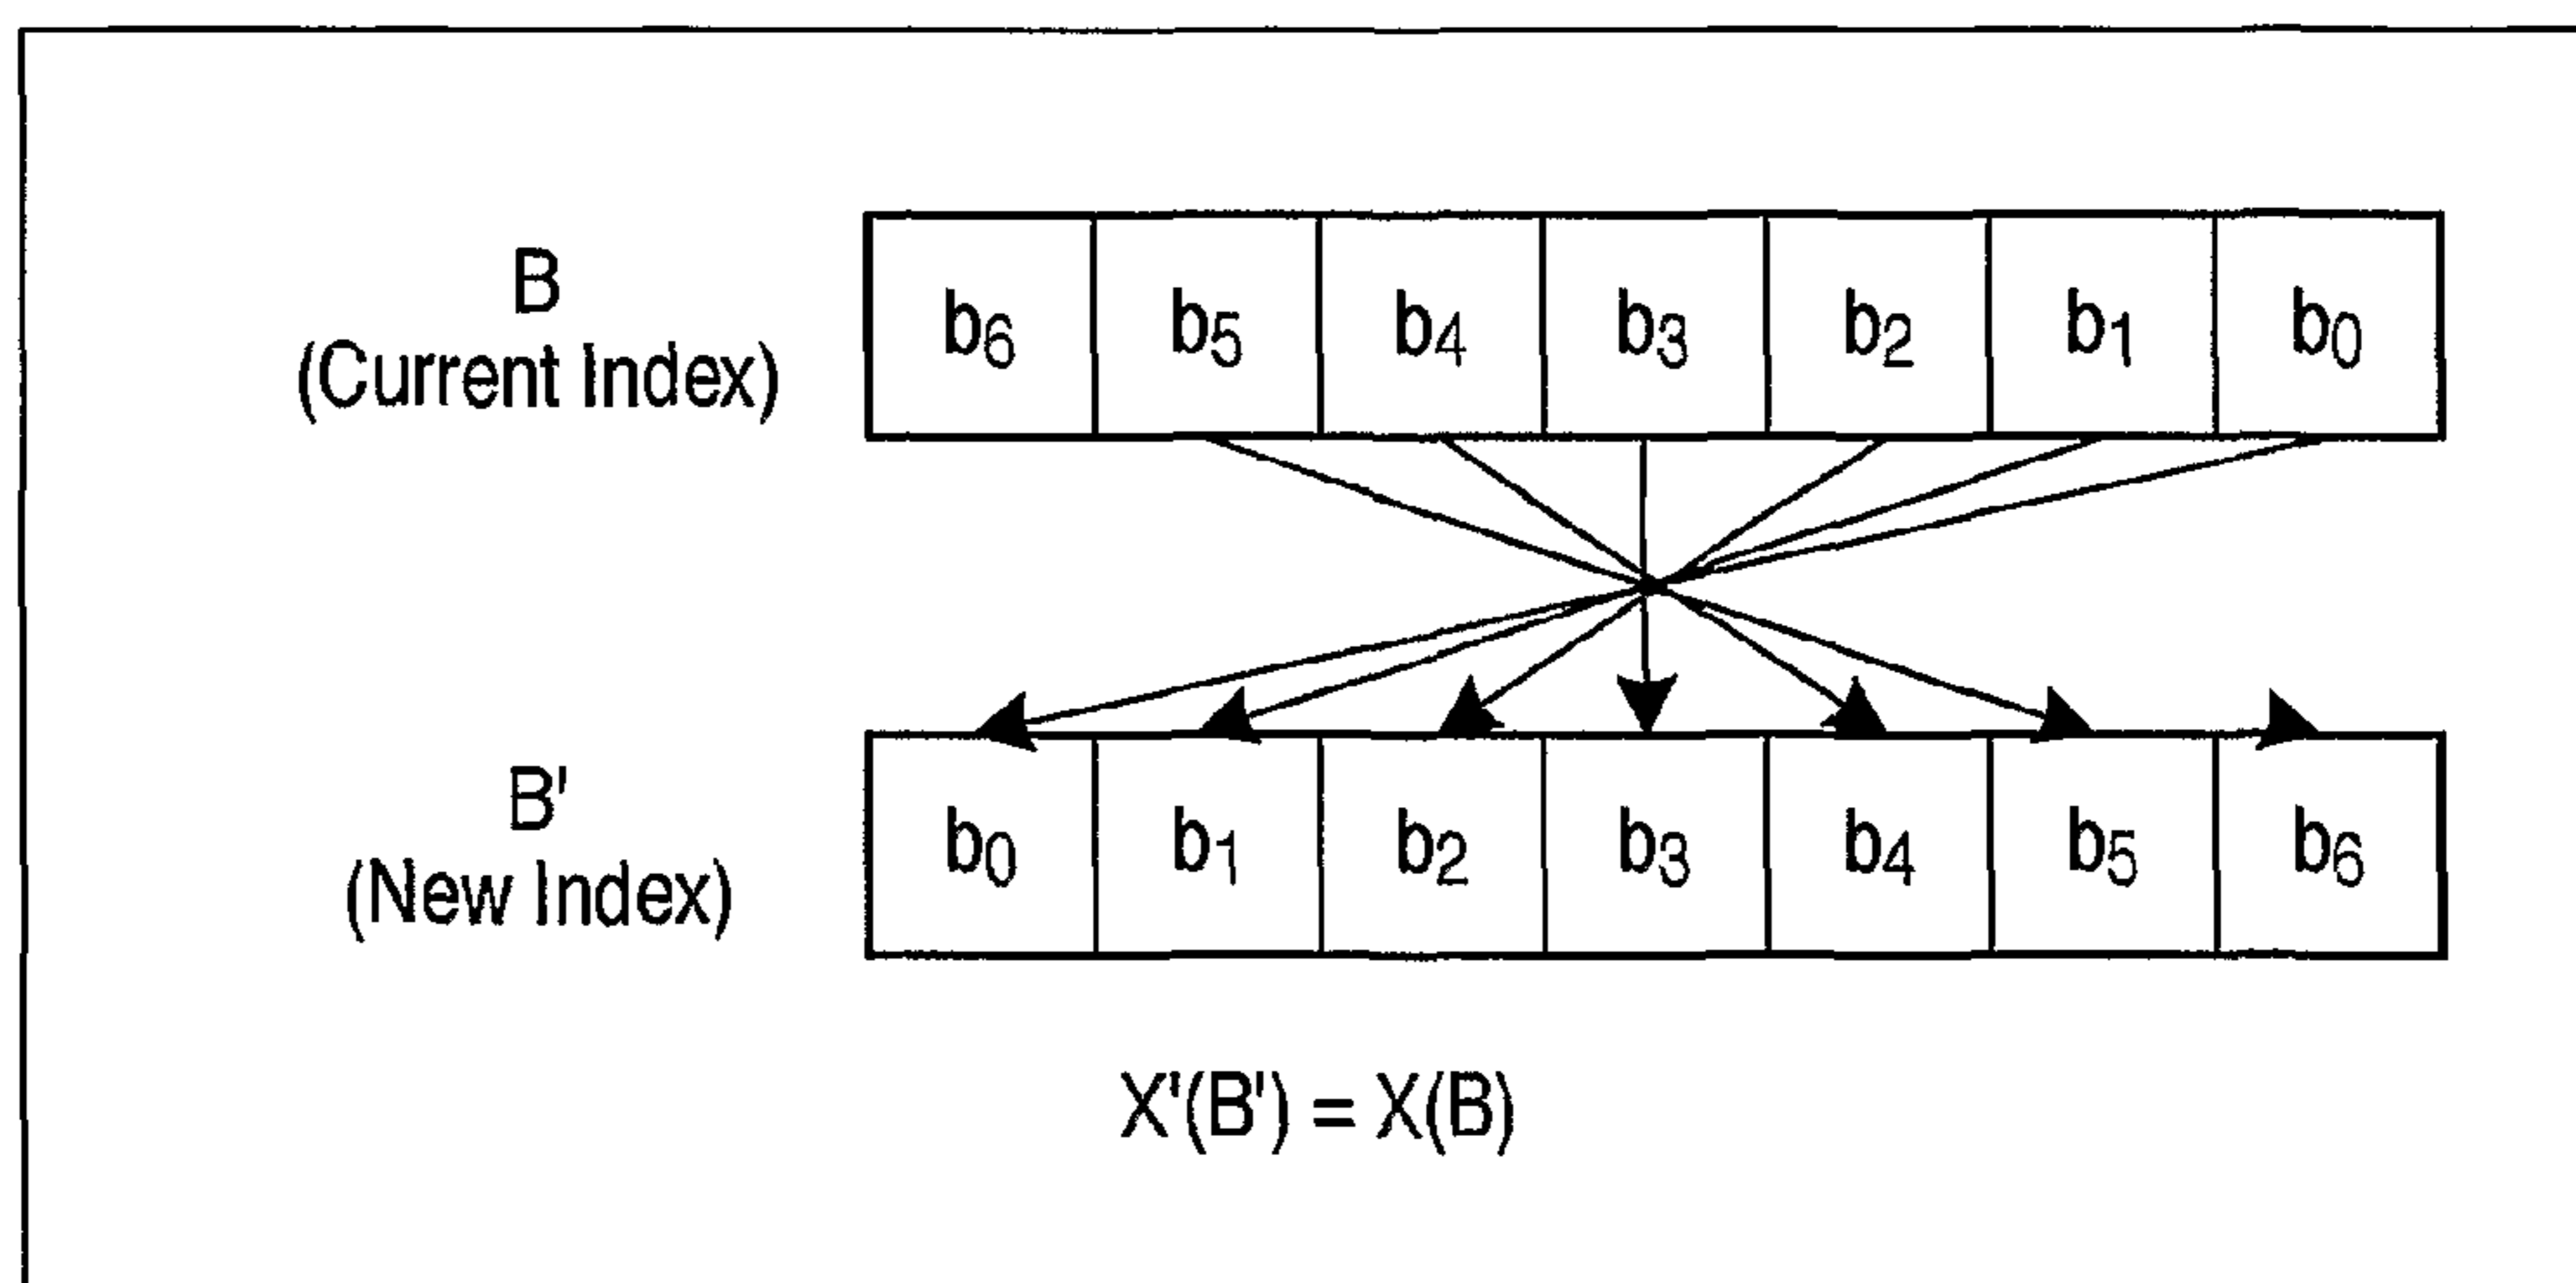 B
(Current Index)
b₆ b₅ b₄ b₃ b₂ b₁ b₀
B'
(New Index)
b₀ b₁ b₂ b₃ b₄ b₅ b₆
X'(B') = X(B)